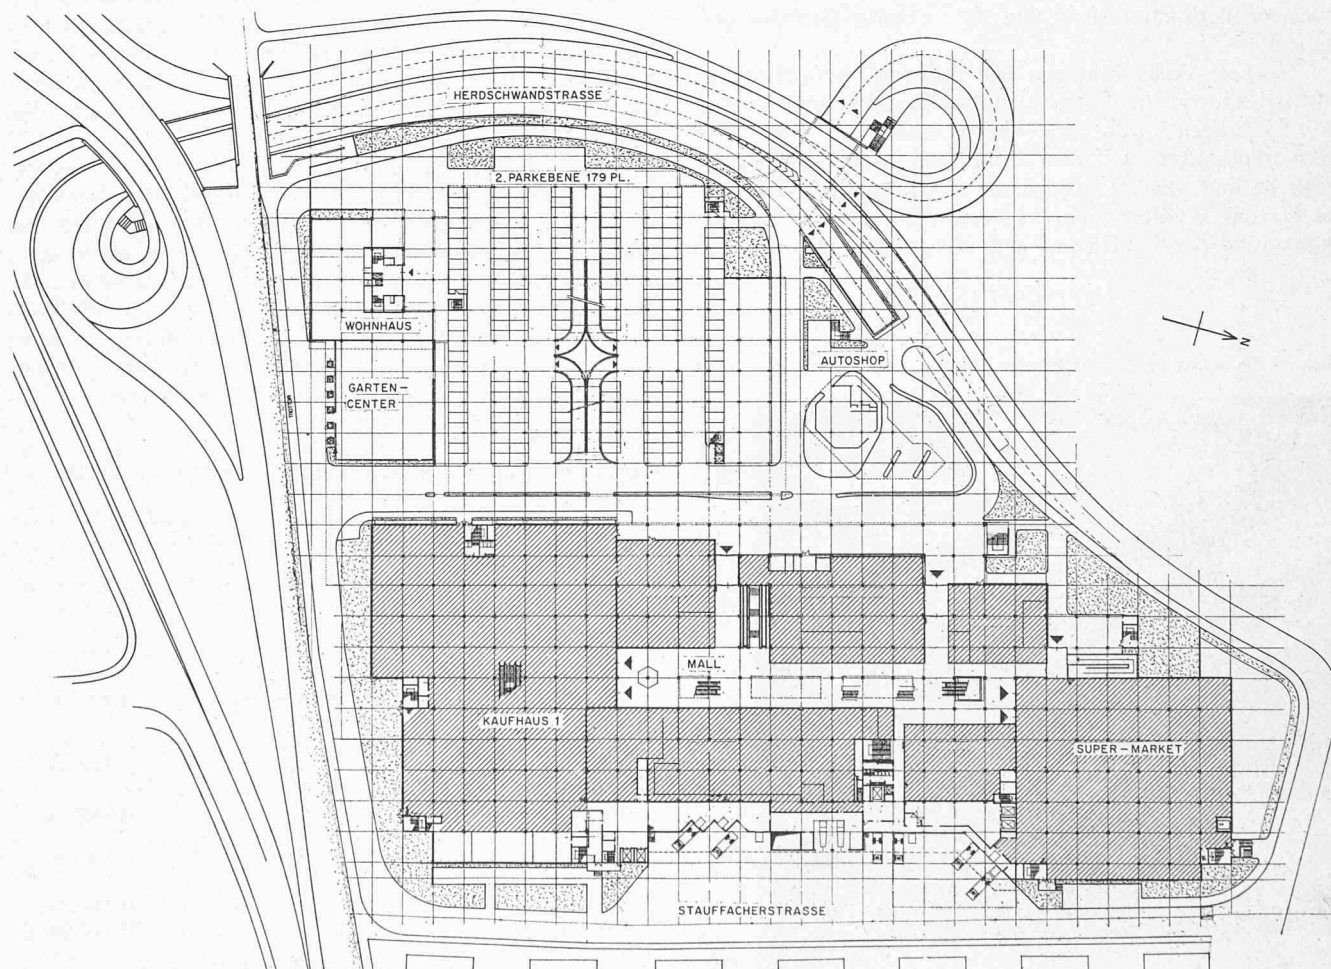 HERDSCHWANDSTRASSE
2. PARKEBENE 179 PL.
WOHNHAUS
N
AUTOSHOP
GARTEN-
CENTER
MALL
KAUFHAUS 1
SUPER-MARKET
STAUFFACHERSTRASSE